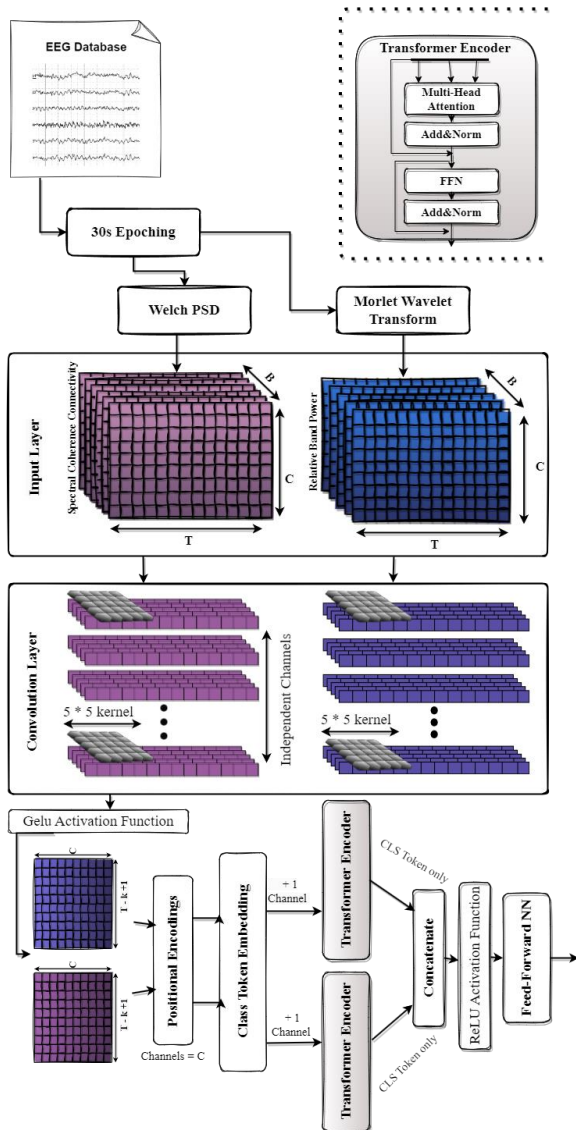 EEG Database
Transformer Encoder
Multi-Head
Attention
Add&Norm
FFN
Add&Norm
30s Epoching
Welch PSD
Morlet Wavelet
Transform
Input Layer
Spectral Coherence Connectivity
B
C
T
Relative Band Power
B
C
T
Convolution Layer
5 * 5 kernel
Independent Channels
5 * 5 kernel
Gelu Activation Function
C
T - k +1
C
T - k +1
Positional Encodings
Channels = C
Class Token Embedding
+ 1
Channel
+ 1
Channel
Transformer Encoder
Transformer Encoder
CLS Token only
CLS Token only
Concatenate
ReLU Activation Function
Feed-Forward NN